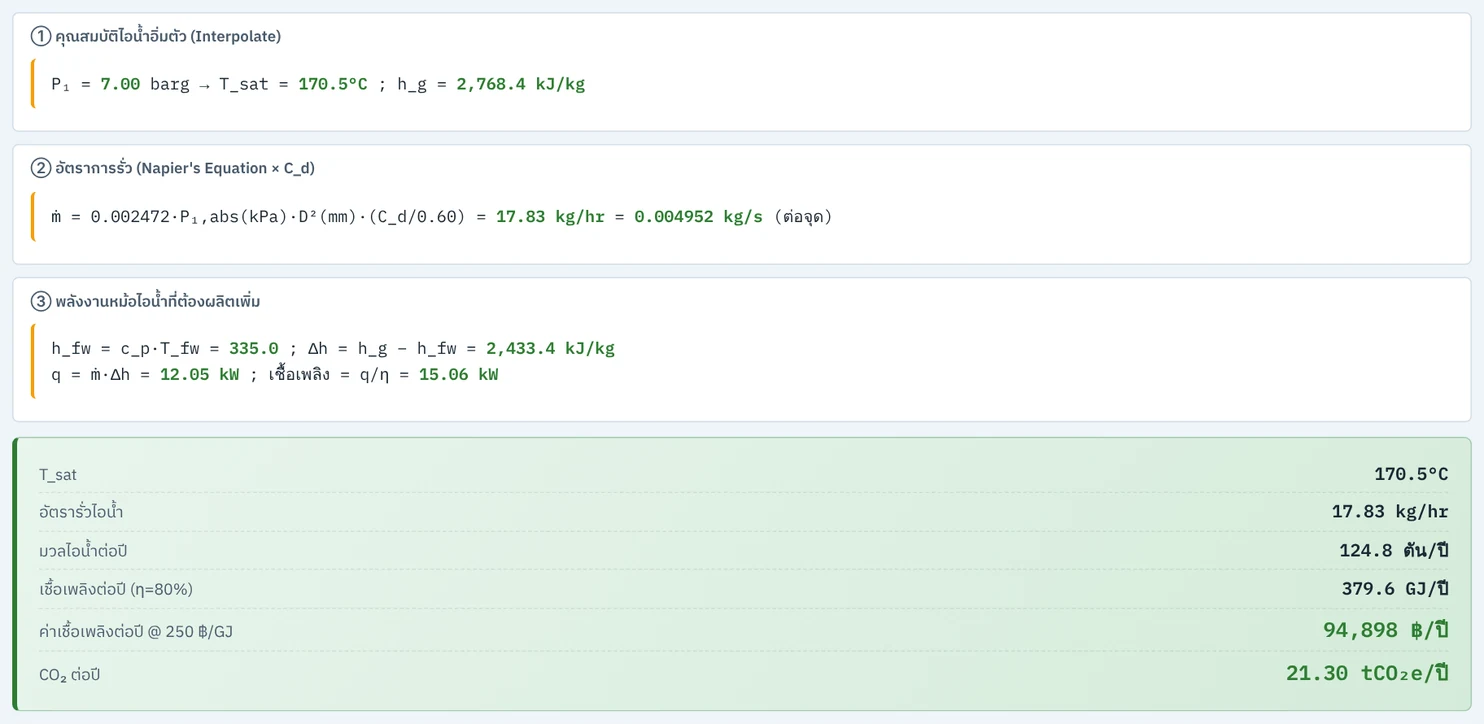 ① คุณสมบัติไอน้ำอิ่มตัว (Interpolate)
P₁ = 7.00 barg → T_sat = 170.5°C ; h_g = 2,768.4 kJ/kg
② อัตราการรั่ว (Napier's Equation × C_d)
ṁ = 0.002472·P₁,abs(kPa)·D²(mm)·(C_d/0.60) = 17.83 kg/hr = 0.004952 kg/s (ต่อจุด)
③ พลังงานหม้อไอน้ำที่ต้องผลิตเพิ่ม
h_fw = c_p·T_fw = 335.0 ; Δh = h_g − h_fw = 2,433.4 kJ/kg
q = ṁ·Δh = 12.05 kW ; เชื้อเพลิง = q/η = 15.06 kW
T_sat 170.5°C
อัตรารั่วไอน้ำ 17.83 kg/hr
มวลไอน้ำต่อปี 124.8 ตัน/ปี
เชื้อเพลิงต่อปี (η=80%) 379.6 GJ/ปี
ค่าเชื้อเพลิงต่อปี @ 250 ฿/GJ 94,898 ฿/ปี
CO₂ ต่อปี 21.30 tCO₂e/ปี